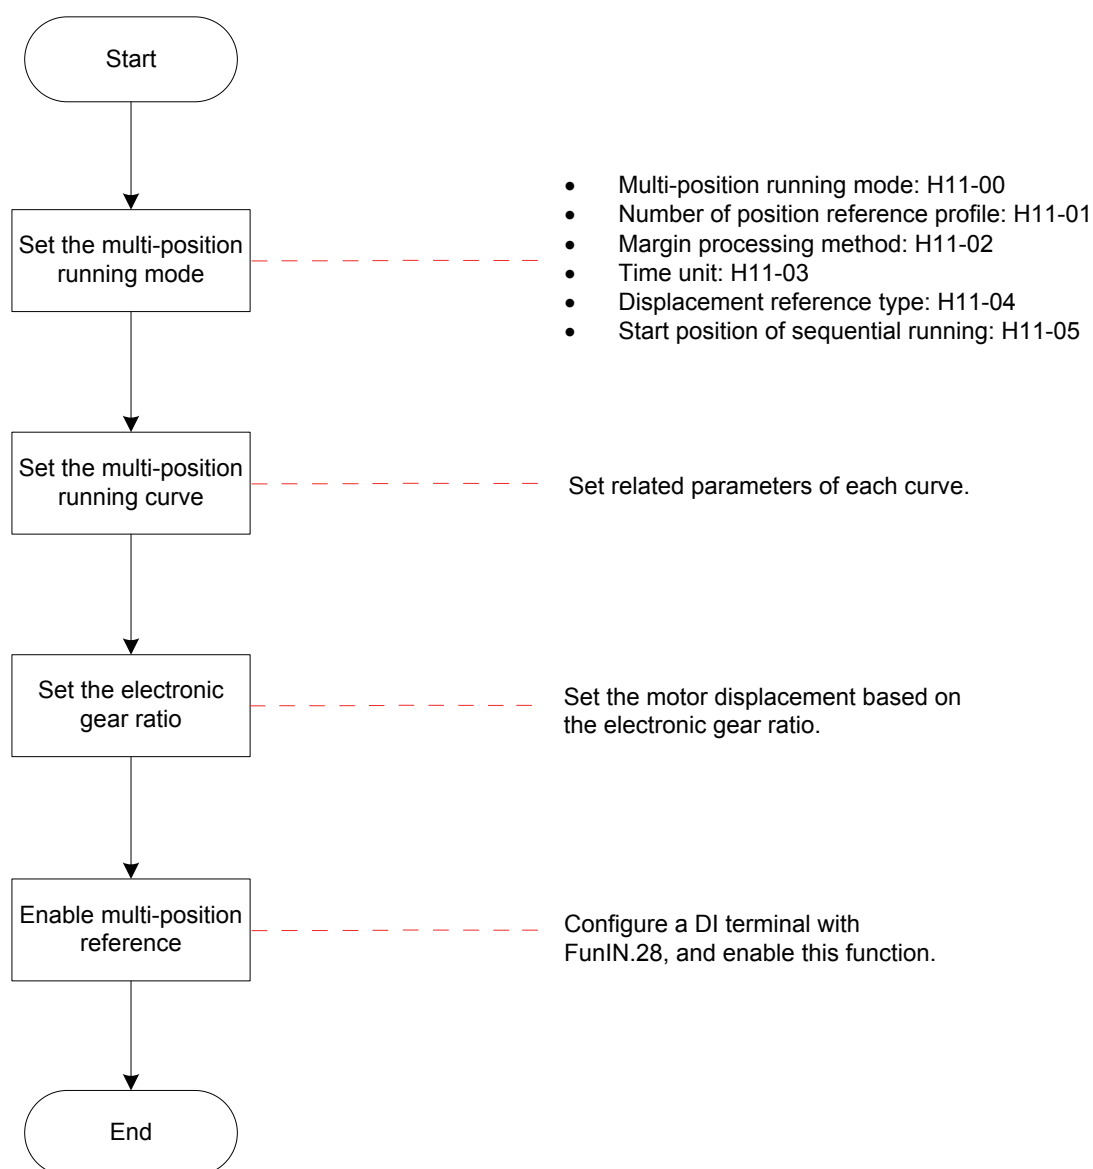 Start
Set the multi-position
running mode
• Multi-position running mode: H11-00
• Number of position reference profile: H11-01
• Margin processing method: H11-02
• Time unit: H11-03
• Displacement reference type: H11-04
• Start position of sequential running: H11-05
Set the multi-position
running curve
Set related parameters of each curve.
Set the electronic
gear ratio
Set the motor displacement based on
the electronic gear ratio.
Enable multi-position
reference
Configure a DI terminal with
FunIN.28, and enable this function.
End